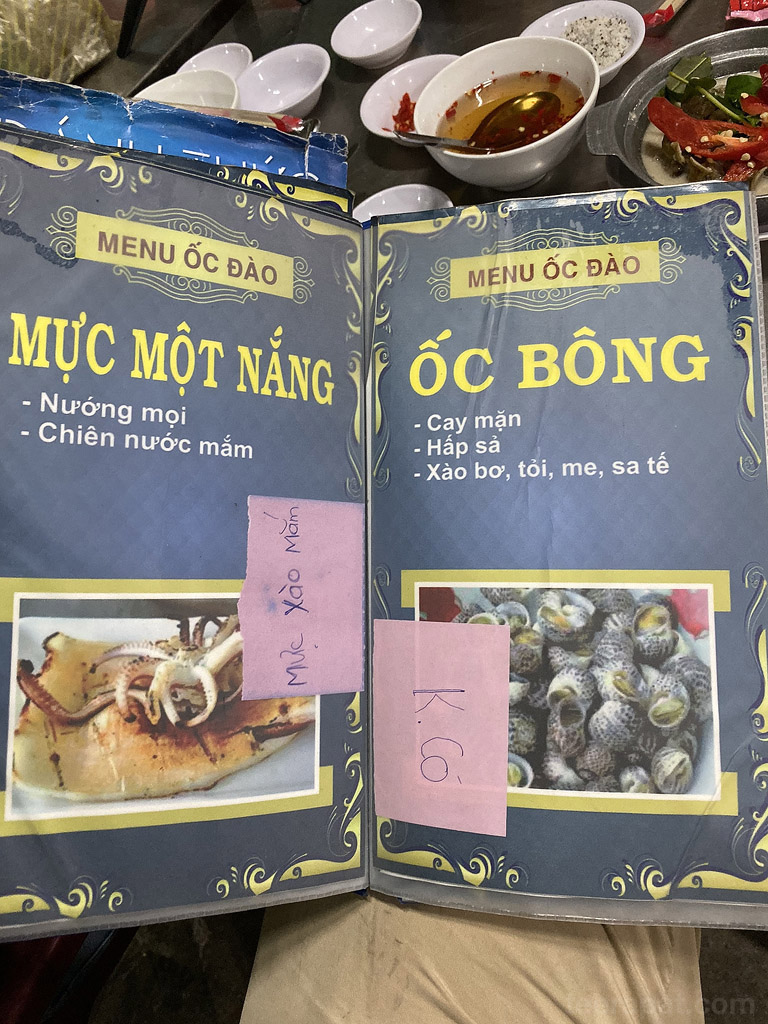 MENU ỐC ĐÀO
MỰC MỘT NẮNG
- Nướng mọi
- Chiên nước mắm
Mực xào mắm
MENU ỐC ĐÀO
ỐC BÔNG
- Cay mặn
- Hấp sả
- Xào bơ, tỏi, me, sa tế
K. Có